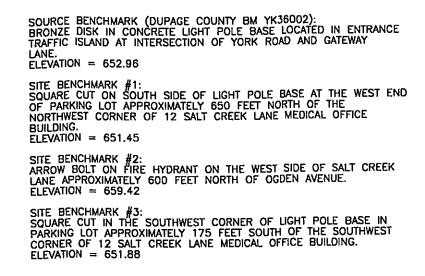 SOURCE BENCHMARK (DUPAGE COUNTY BM YK36002):
BRONZE DISK IN CONCRETE LIGHT POLE BASE LOCATED IN ENTRANCE
TRAFFIC ISLAND AT INTERSECTION OF YORK ROAD AND GATEWAY
LANE.
ELEVATION = 652.96
SITE BENCHMARK #1:
SQUARE CUT ON SOUTH SIDE OF LIGHT POLE BASE AT THE WEST END
OF PARKING LOT APPROXIMATELY 650 FEET NORTH OF THE
NORTHWEST CORNER OF 12 SALT CREEK LANE MEDICAL OFFICE
BUILDING.
ELEVATION = 651.45
SITE BENCHMARK #2:
ARROW BOLT ON FIRE HYDRANT ON THE WEST SIDE OF SALT CREEK
LANE APPROXIMATELY 600 FEET NORTH OF OGDEN AVENUE.
ELEVATION = 659.42
SITE BENCHMARK #3:
SQUARE CUT IN THE SOUTHWEST CORNER OF LIGHT POLE BASE IN
PARKING LOT APPROXIMATELY 175 FEET SOUTH OF THE SOUTHWEST
CORNER OF 12 SALT CREEK LANE MEDICAL OFFICE BUILDING.
ELEVATION = 651.88